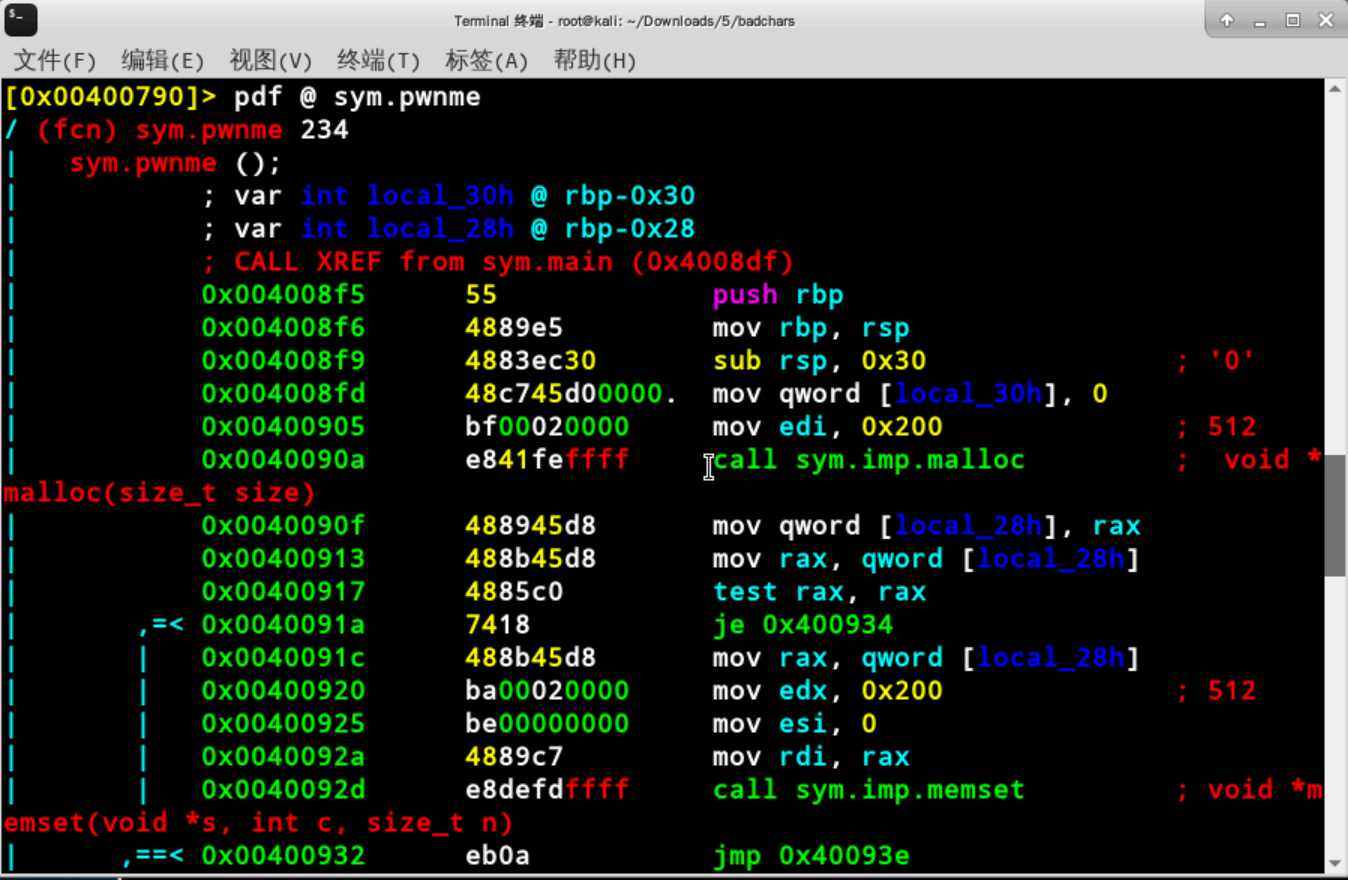 Terminal 终端 - root@kali: ~/Downloads/5/badchars
文件(F) 编辑(E) 视图(V) 终端(T) 标签(A) 帮助(H)
[0x00400790]> pdf @ sym.pwnme
/ (fcn) sym.pwnme 234
|   sym.pwnme ();
|           ; var int local_30h @ rbp-0x30
|           ; var int local_28h @ rbp-0x28
|           ; CALL XREF from sym.main (0x4008df)
|           0x004008f5      55             push rbp
|           0x004008f6      4889e5         mov rbp, rsp
|           0x004008f9      4883ec30       sub rsp, 0x30               ; '0'
|           0x004008fd      48c745d00000.  mov qword [local_30h], 0
|           0x00400905      bf00020000     mov edi, 0x200              ; 512
|           0x0040090a      e841feffff     call sym.imp.malloc         ;  void *
malloc(size_t size)
|           0x0040090f      488945d8       mov qword [local_28h], rax
|           0x00400913      488b45d8       mov rax, qword [local_28h]
|           0x00400917      4885c0         test rax, rax
|       ,=< 0x0040091a      7418           je 0x400934
|       |   0x0040091c      488b45d8       mov rax, qword [local_28h]
|       |   0x00400920      ba00020000     mov edx, 0x200              ; 512
|       |   0x00400925      be00000000     mov esi, 0
|       |   0x0040092a      4889c7         mov rdi, rax
|       |   0x0040092d      e8defdffff     call sym.imp.memset         ; void *m
emset(void *s, int c, size_t n)
|      ,==< 0x00400932      eb0a           jmp 0x40093e